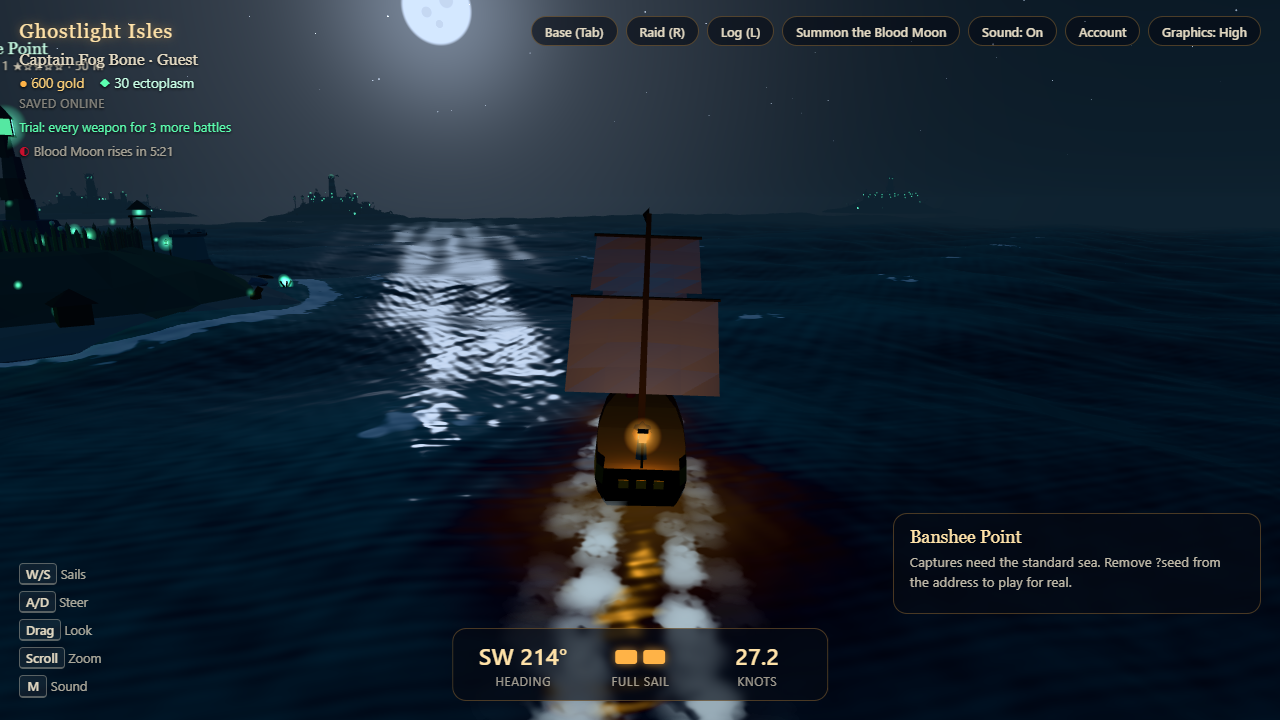 Ghostlight Isles
Captain Fog Bone · Guest
600 gold 30 ectoplasm
SAVED ONLINE
Trial: every weapon for 3 more battles
Blood Moon rises in 5:21
Point
Base (Tab)
Raid (R)
Log (L)
Summon the Blood Moon
Sound: On
Account
Graphics: High
Banshee Point
Captures need the standard sea. Remove ?seed from
the address to play for real.
W/S Sails
A/D Steer
Drag Look
Scroll Zoom
M Sound
SW 214°
HEADING
FULL SAIL
27.2
KNOTS